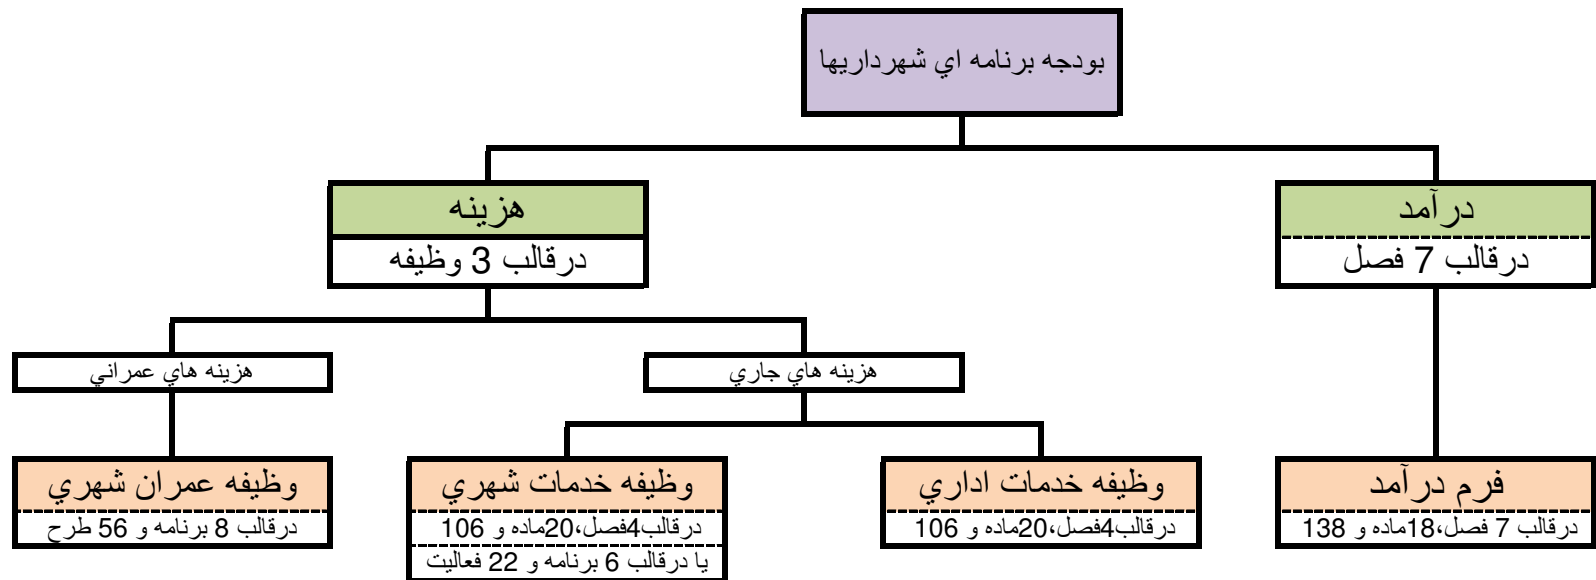 بودجه برنامه اي شهرداريها
درآمد
هزينه
درقالب 7 فصل
درقالب 3 وظيفه
هزينه هاي جاري
هزينه هاي عمراني
فرم درآمد
وظيفه خدمات اداري
وظيفه خدمات شهري
وظيفه عمران شهري
درقالب 7 فصل،18ماده و 138
درقالب4فصل،20ماده و 106
درقالب4فصل،20ماده و 106
درقالب 8 برنامه و 56 طرح
يا درقالب 6 برنامه و 22 فعاليت